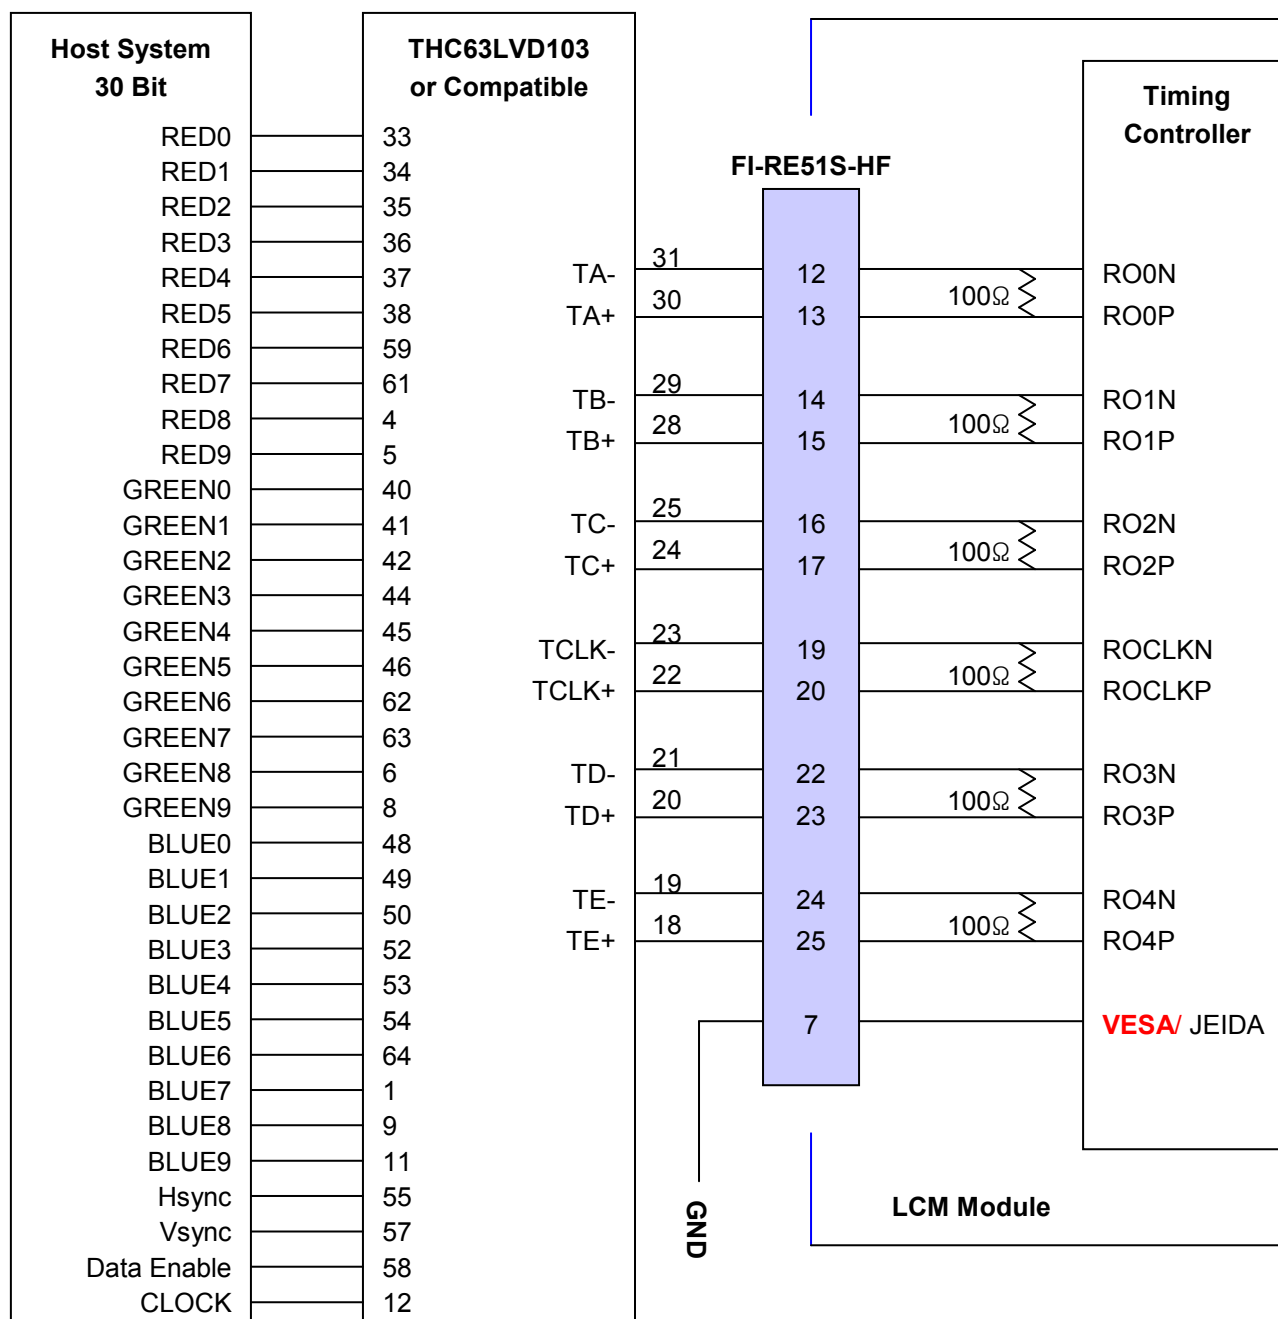 Host System
30 Bit
RED0
RED1
RED2
RED3
RED4
RED5
RED6
RED7
RED8
RED9
GREEN0
GREEN1
GREEN2
GREEN3
GREEN4
GREEN5
GREEN6
GREEN7
GREEN8
GREEN9
BLUE0
BLUE1
BLUE2
BLUE3
BLUE4
BLUE5
BLUE6
BLUE7
BLUE8
BLUE9
Hsync
Vsync
Data Enable
CLOCK
THC63LVD103
or Compatible
33
34
35
36
37
38
59
61
4
5
40
41
42
44
45
46
62
63
6
8
48
49
50
52
53
54
64
1
9
11
55
57
58
12
TA-
TA+
TB-
TB+
TC-
TC+
TCLK-
TCLK+
TD-
TD+
TE-
TE+
31
30
29
28
25
24
23
22
21
20
19
18
FI-RE51S-HF
12
13
14
15
16
17
19
20
22
23
24
25
7
GND
100Ω
100Ω
100Ω
100Ω
100Ω
100Ω
Timing
Controller
RO0N
RO0P
RO1N
RO1P
RO2N
RO2P
ROCLKN
ROCLKP
RO3N
RO3P
RO4N
RO4P
VESA/ JEIDA
LCM Module